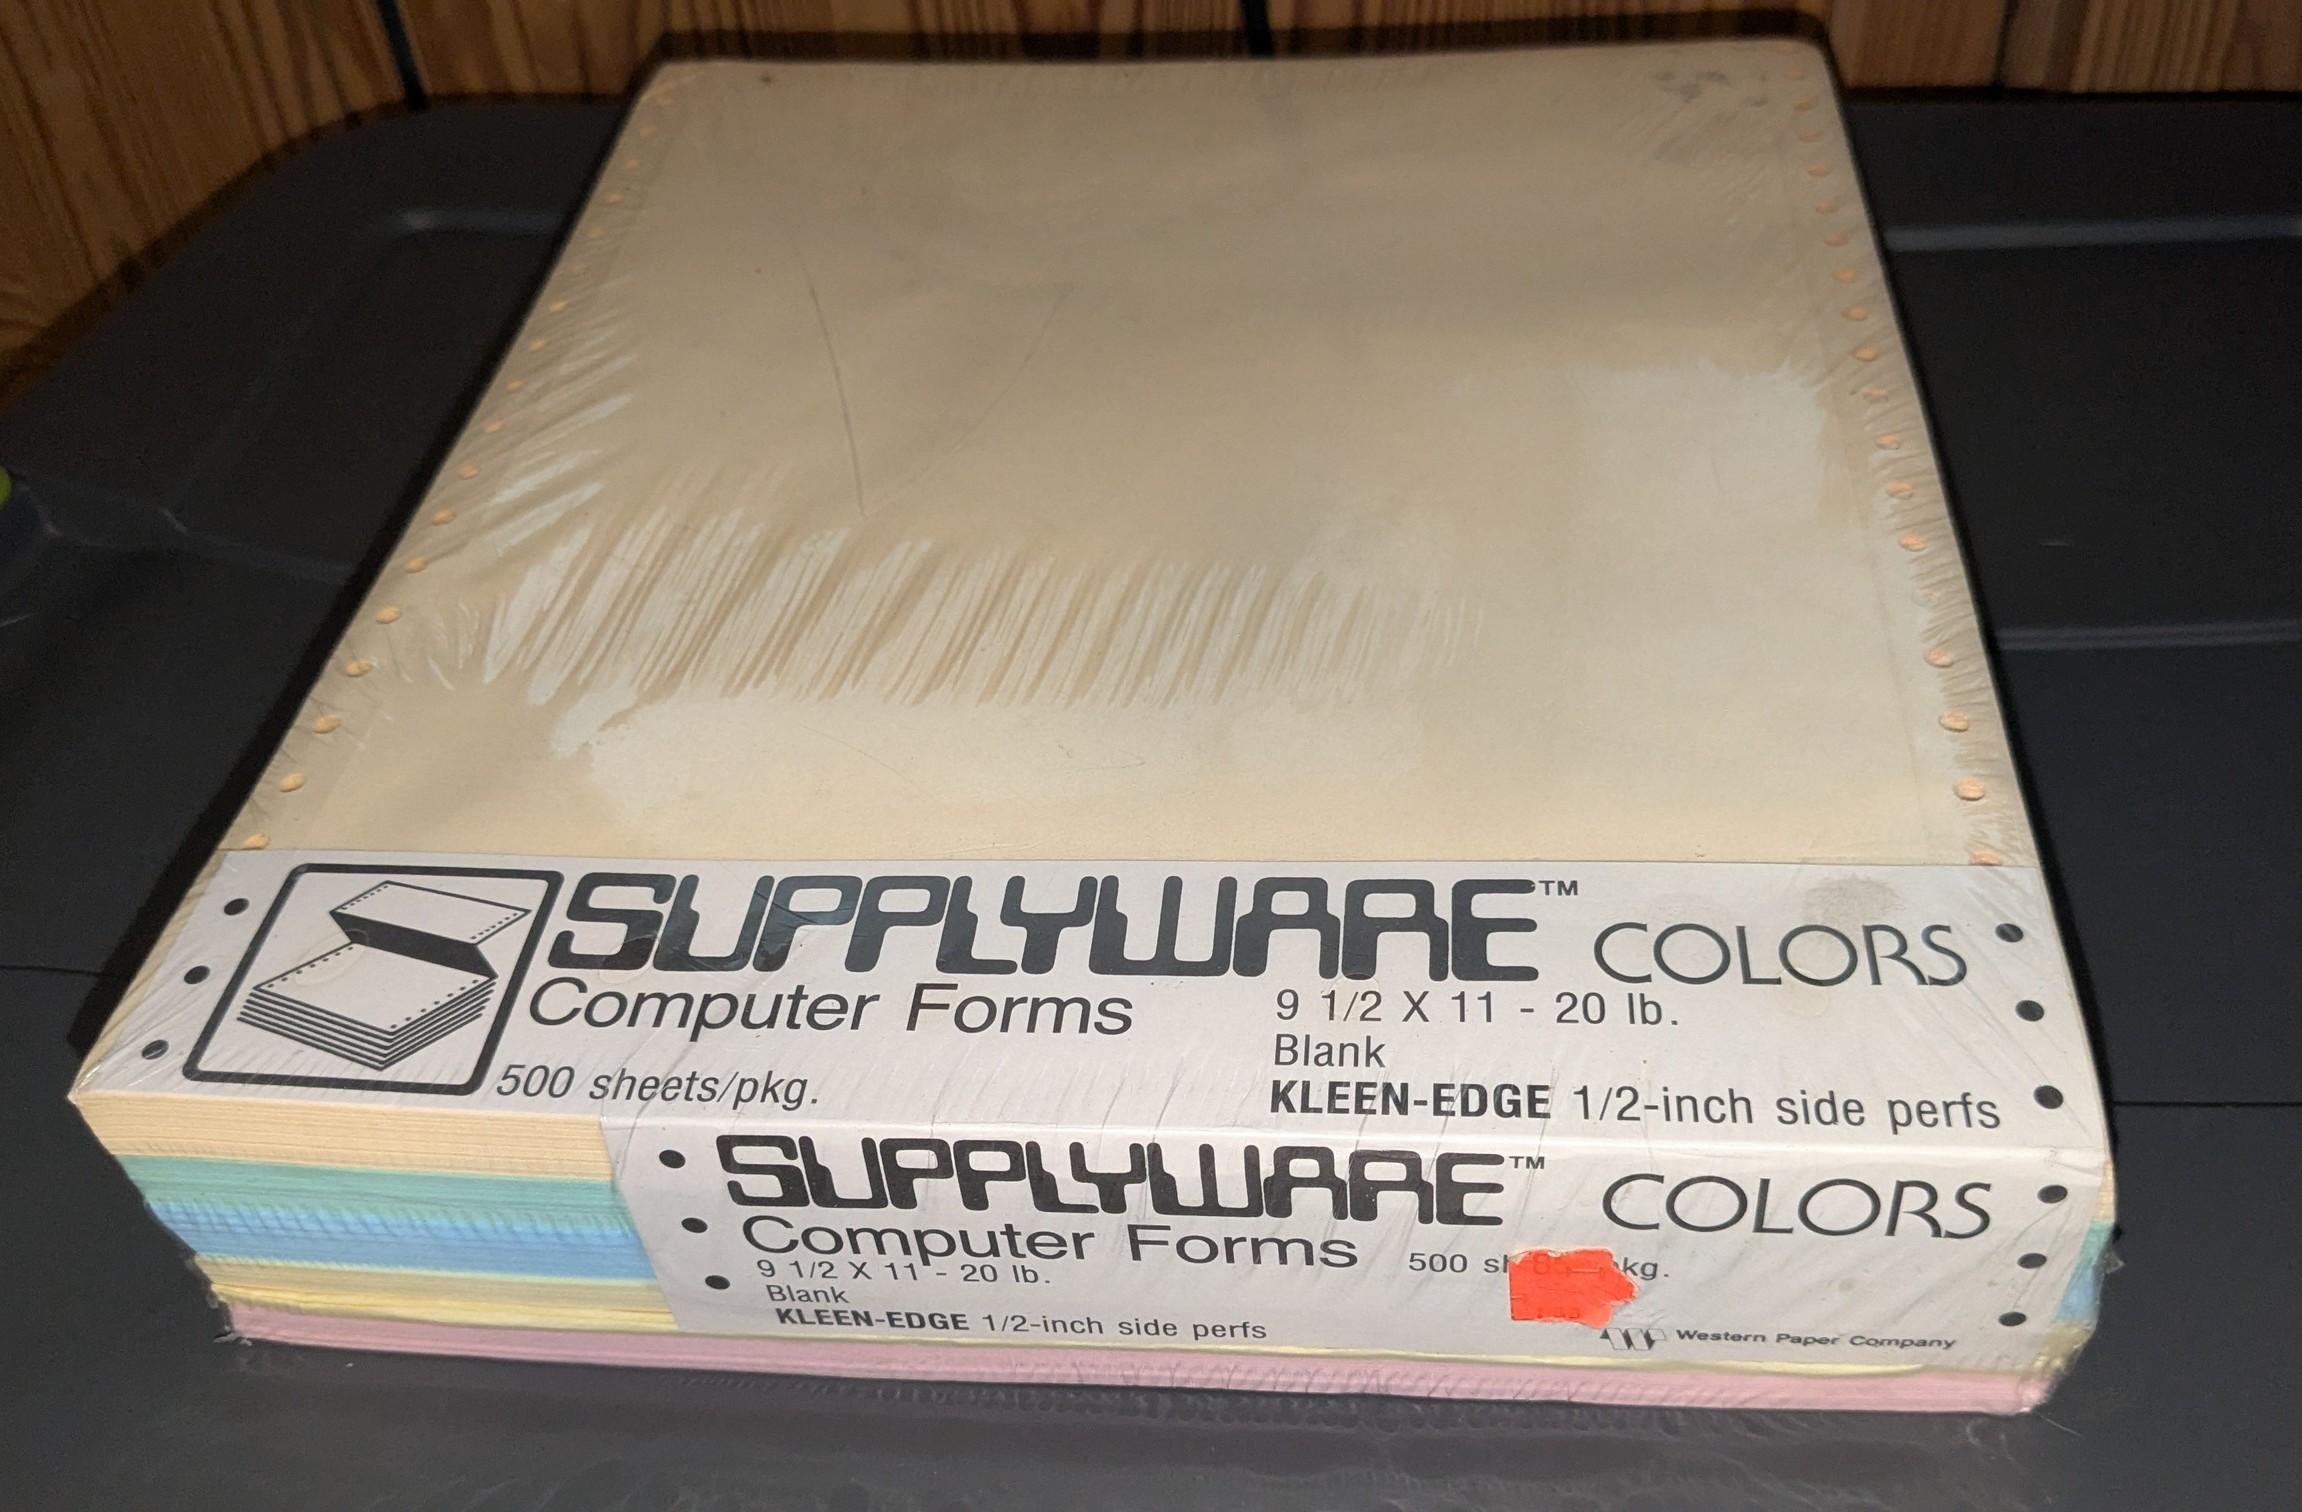 SUPPLYWARE™ COLORS
Computer Forms
9 1/2 X 11 - 20 lb.
Blank
500 sheets/pkg.
KLEEN-EDGE 1/2-inch side perfs
SUPPLYWARE™ COLORS
Computer Forms
500 kg.
9 1/2 X 11 - 20 lb.
Blank
KLEEN-EDGE 1/2-inch side perfs
Western Paper Company